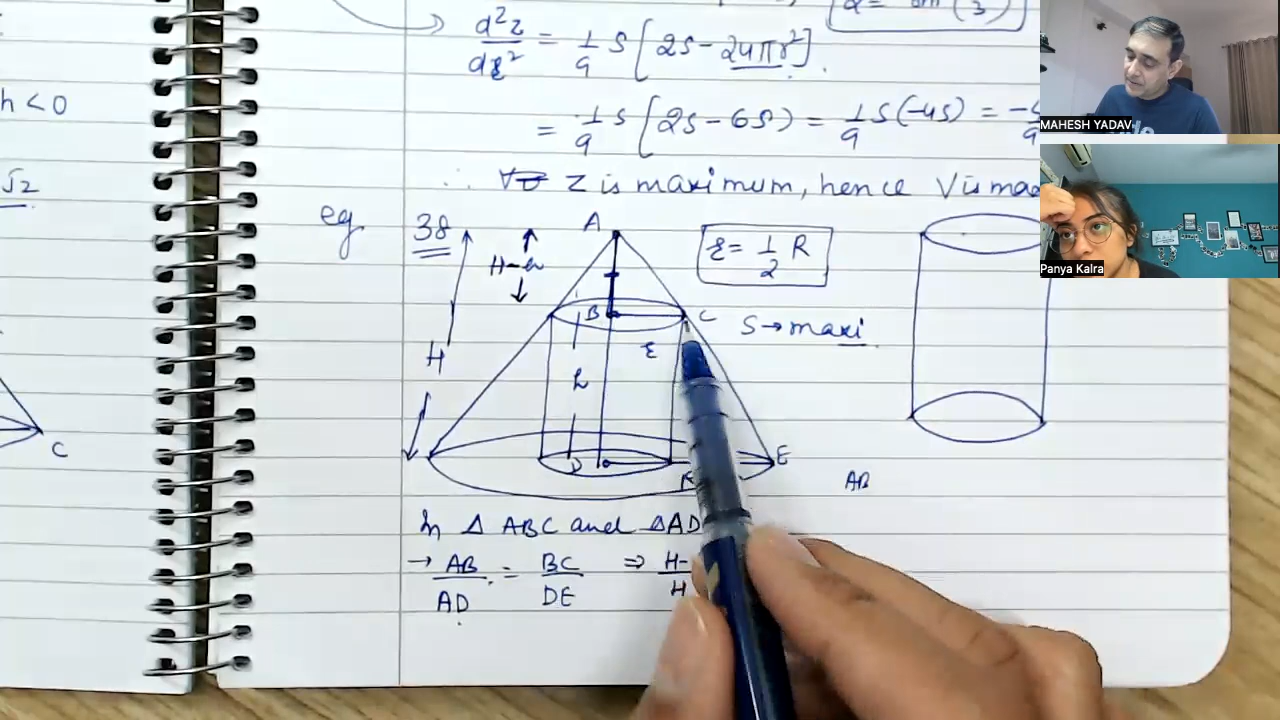 d²z/dr² = 1/9 S [2S - 24πr²]
h < 0
= 1/9 S [2S - 6S) = 1/9 S(-4S) =
√2
∴ Z is maximum, hence V is
eg 38
A
H-h
r = 1/2 R
B C
S → maxi
r
H
h
C
D E
R
AB
In Δ ABC and ΔAD
→ AB/AD = BC/DE ⇒ H-
H
MAHESH YADAV
Panya Kalra